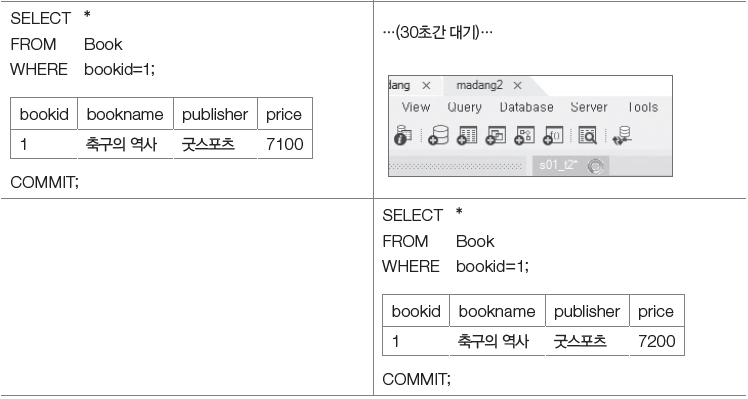 SELECT *
FROM Book
WHERE bookid=1;
bookid bookname publisher price
1 축구의 역사 굿스포츠 7100
COMMIT;
…(30초간 대기)…
dang × madang2 ×
View Query Database Server Tools
s01_t2*
SELECT *
FROM Book
WHERE bookid=1;
bookid bookname publisher price
1 축구의 역사 굿스포츠 7200
COMMIT;